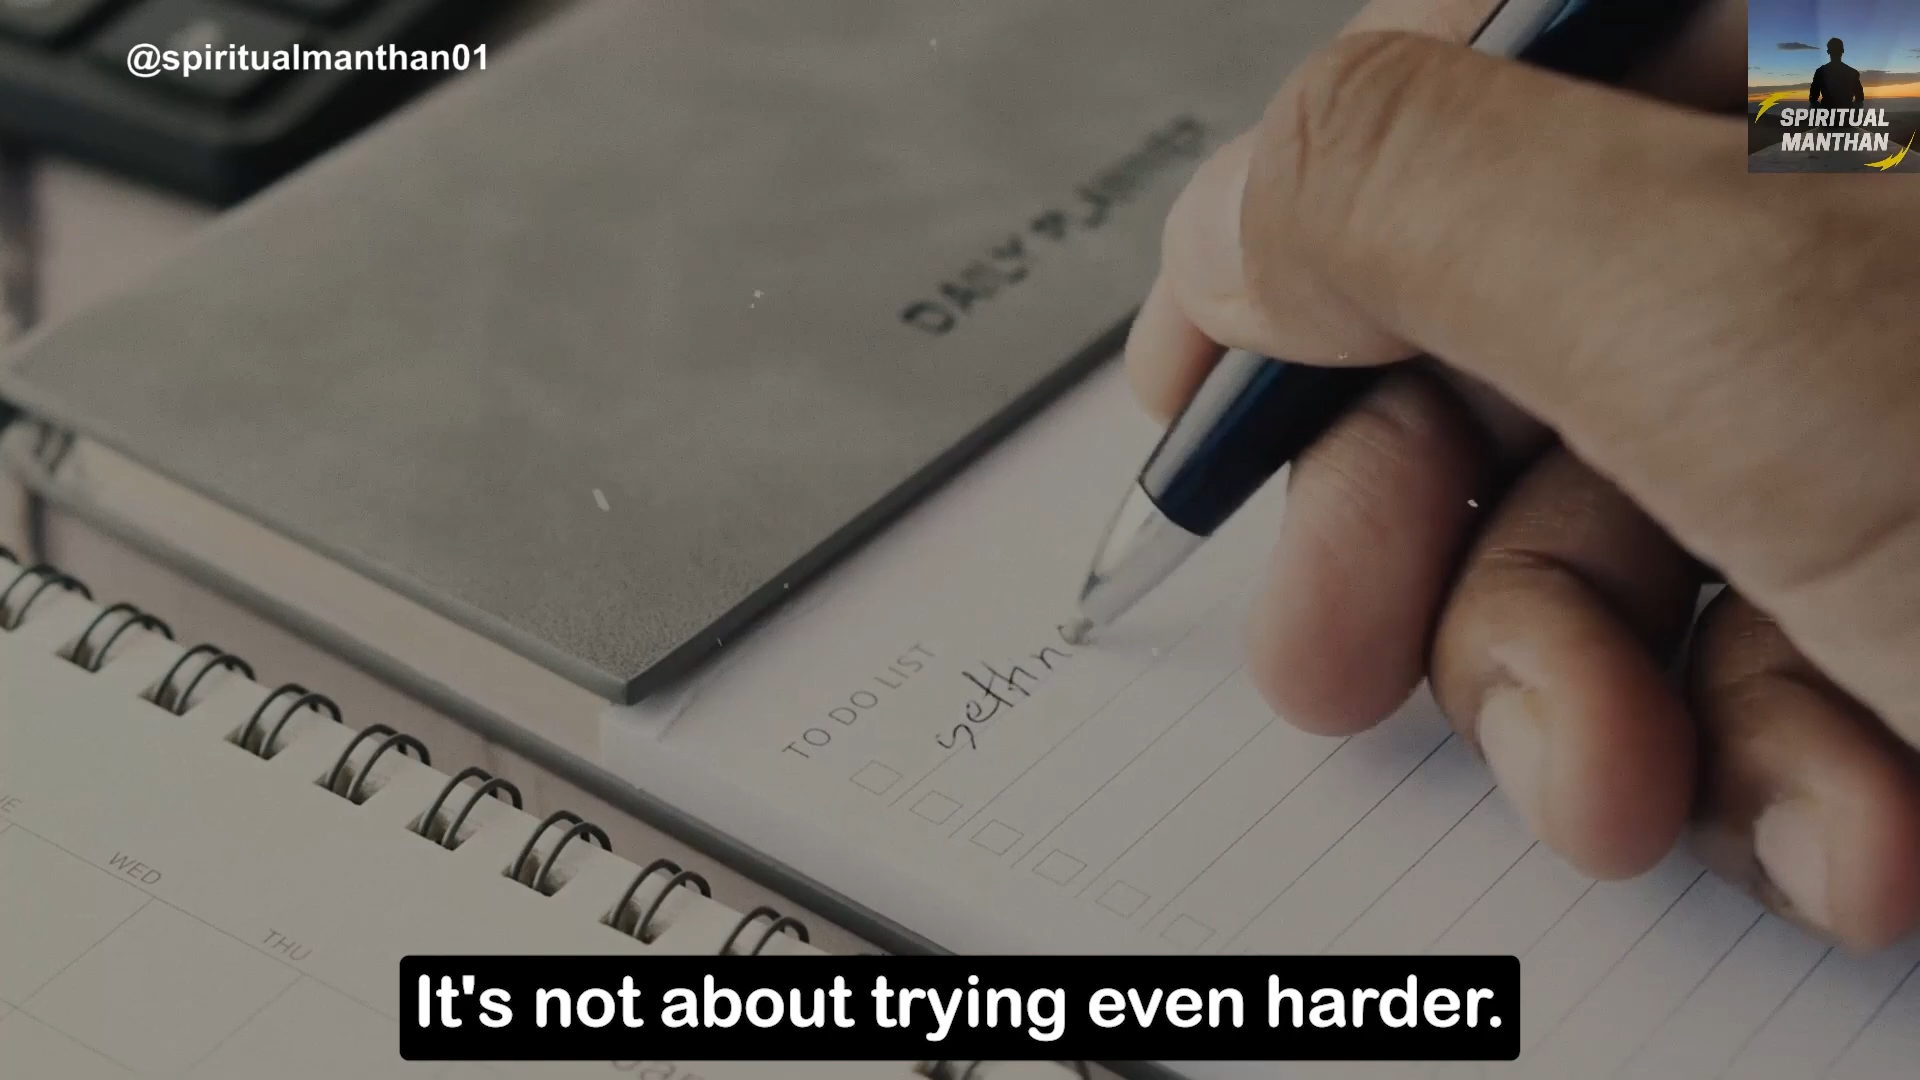 @spiritualmanthan01
SPIRITUAL
MANTHAN
DAILY PLANNER
TO DO LIST
WED
THU
It's not about trying even harder.